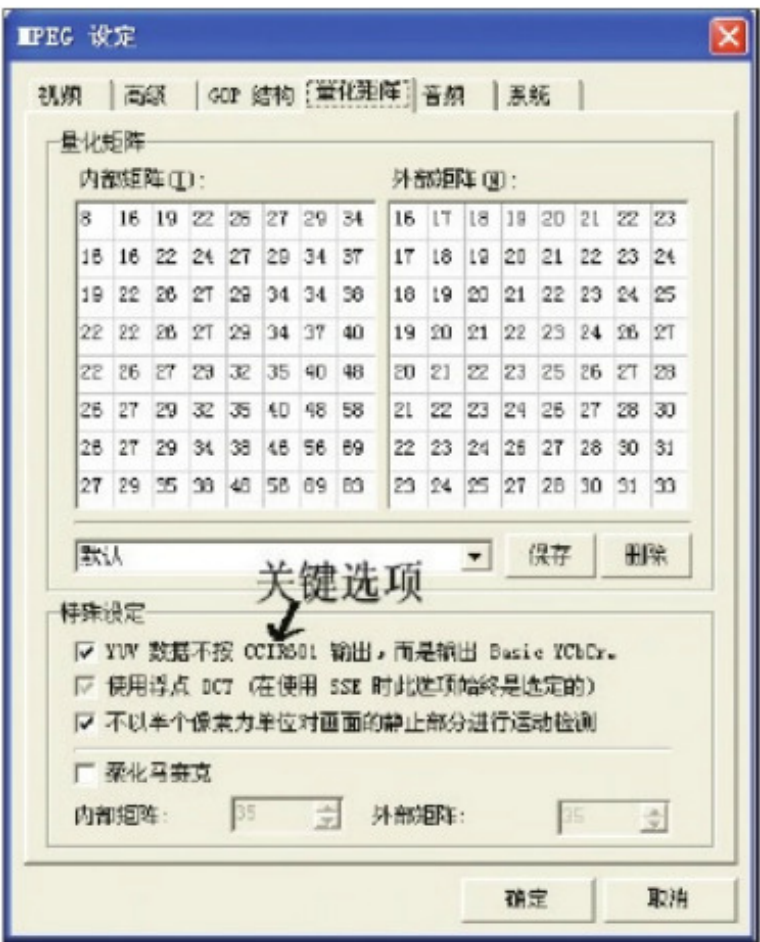 MPEG 设定
视频 高级 GOP 结构 量化矩阵 音频 系统
量化矩阵
内部矩阵(I): 外部矩阵(N):
8 16 19 22 26 27 29 34 16 17 18 19 20 21 22 23
16 16 22 24 27 29 34 37 17 18 19 20 21 22 23 24
19 22 26 27 29 34 34 38 18 19 20 21 22 23 24 25
22 22 26 27 29 34 37 40 19 20 21 22 23 24 26 27
22 26 27 29 32 35 40 48 20 21 22 23 25 26 27 28
26 27 29 32 35 40 48 58 21 22 23 24 26 27 28 30
26 27 29 34 38 46 56 69 22 23 24 26 27 28 30 31
27 29 35 38 46 56 69 83 23 24 25 27 28 30 31 33
默认 保存 删除
关键选项
特殊设定
YUV 数据不按 CCIR601 输出，而是输出 Basic YCbCr。
使用浮点 DCT (在使用 SSE 时此选项始终是选定的)
不以半个像素为单位对画面的静止部分进行运动检测
柔化马赛克
内部矩阵: 35 外部矩阵: 35
确定 取消